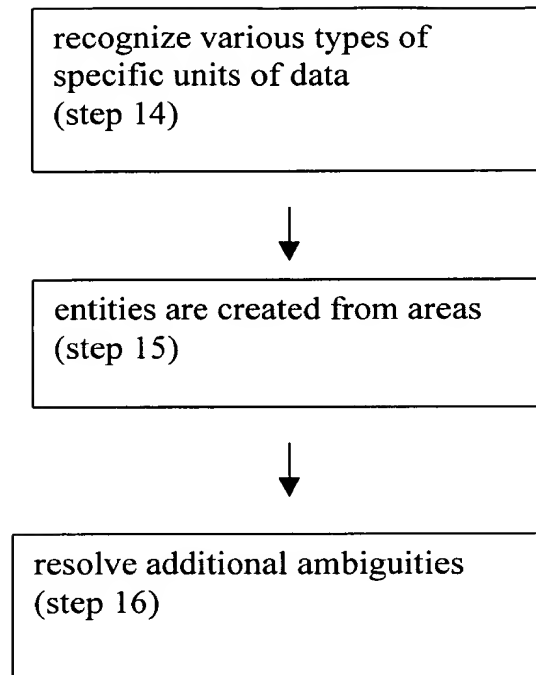 recognize various types of
specific units of data
(step 14)
entities are created from areas
(step 15)
resolve additional ambiguities
(step 16)